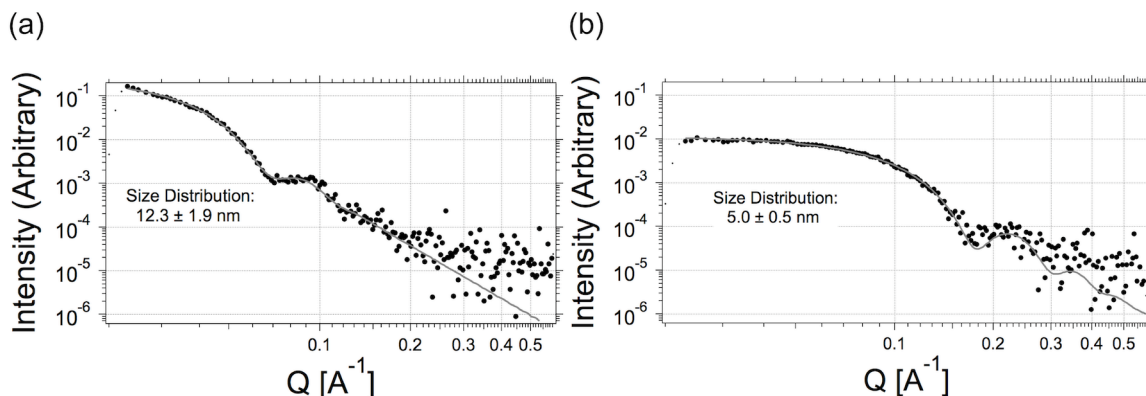 (a)
Intensity (Arbitrary)
10⁻¹
10⁻²
10⁻³
10⁻⁴
10⁻⁵
10⁻⁶
Size Distribution:
12.3 ± 1.9 nm
0.1 0.2 0.3 0.4 0.5
Q [A⁻¹]
(b)
Intensity (Arbitrary)
10⁻¹
10⁻²
10⁻³
10⁻⁴
10⁻⁵
10⁻⁶
Size Distribution:
5.0 ± 0.5 nm
0.1 0.2 0.3 0.4 0.5
Q [A⁻¹]